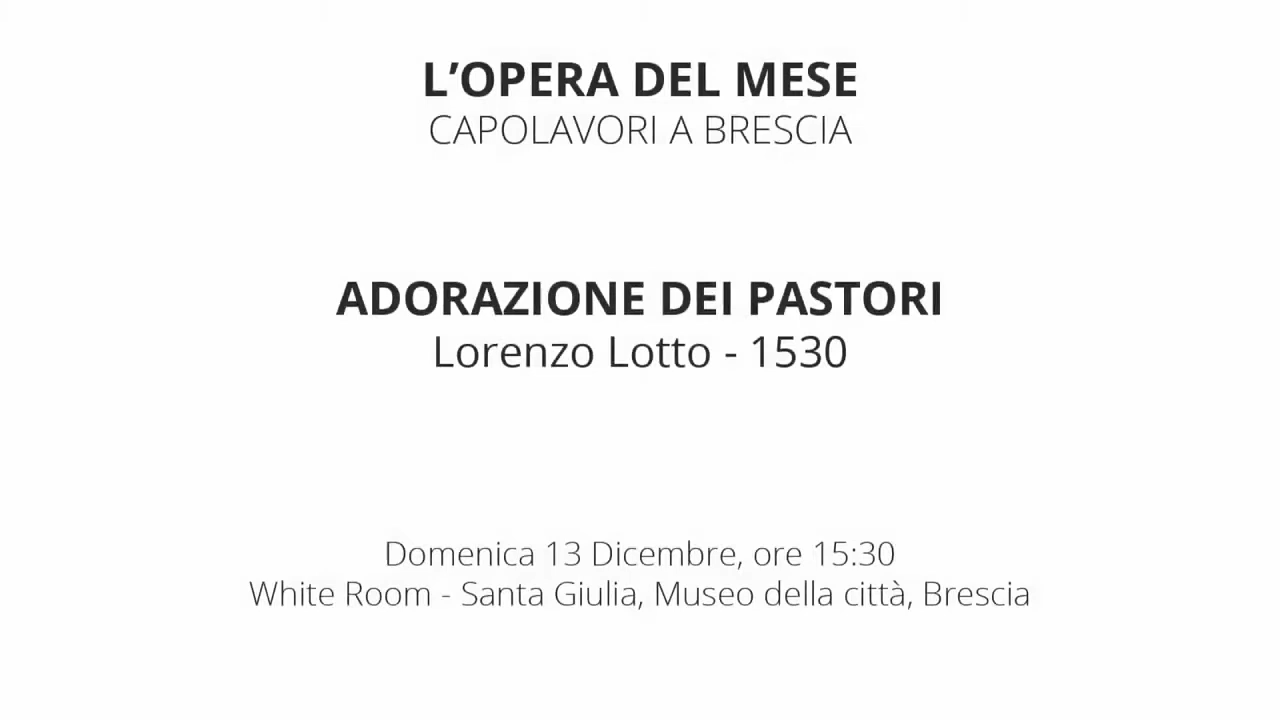 L’OPERA DEL MESE
CAPOLAVORI A BRESCIA
ADORAZIONE DEI PASTORI
Lorenzo Lotto - 1530
Domenica 13 Dicembre, ore 15:30
White Room - Santa Giulia, Museo della città, Brescia